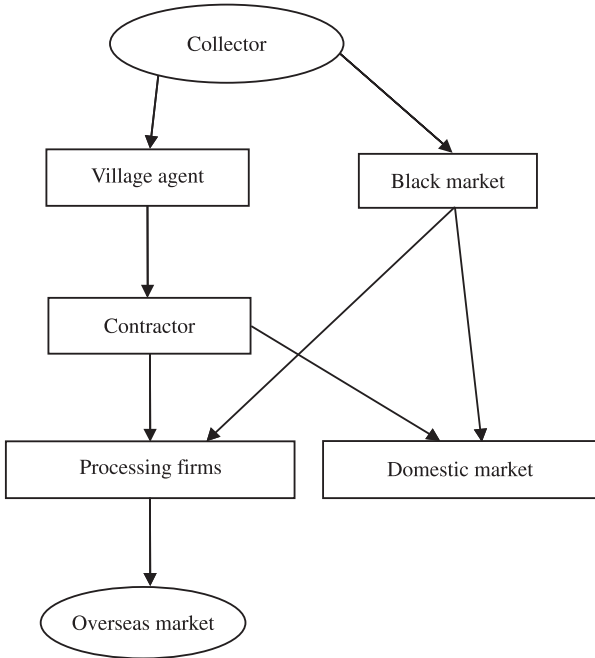 Collector
Village agent
Black market
Contractor
Processing firms
Domestic market
Overseas market